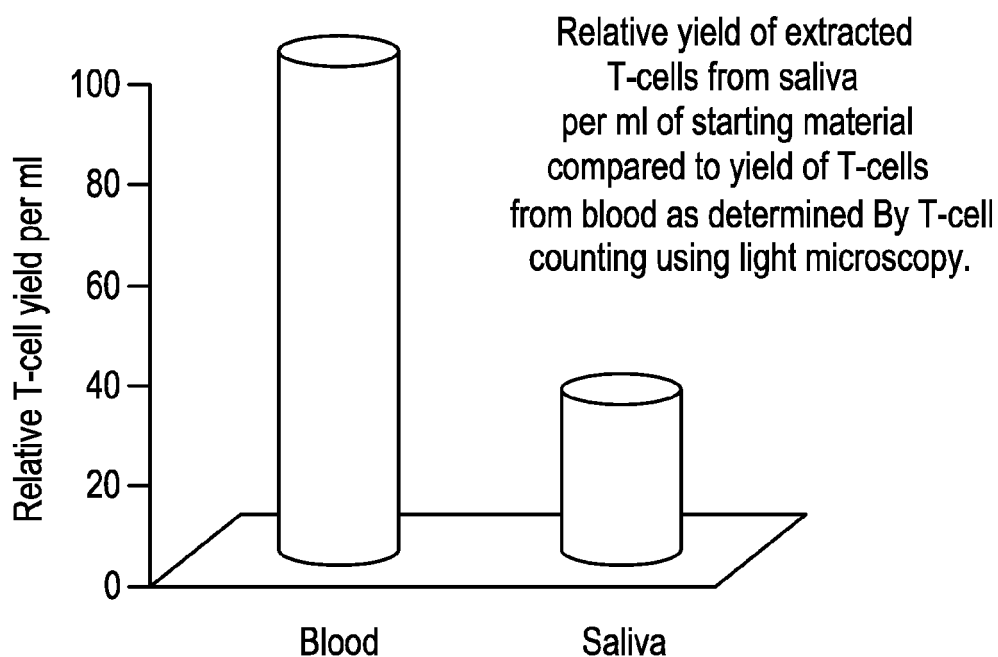 Relative yield of extracted
T-cells from saliva
per ml of starting material
compared to yield of T-cells
from blood as determined By T-cell
counting using light microscopy.
Relative T-cell yield per ml
100
80
60
40
20
0
Blood
Saliva